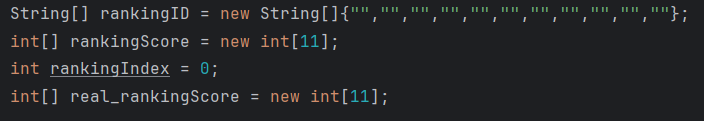 String[] rankingID = new String[]{"","","","","","","","","","",""};
int[] rankingScore = new int[11];
int rankingIndex = 0;
int[] real_rankingScore = new int[11];